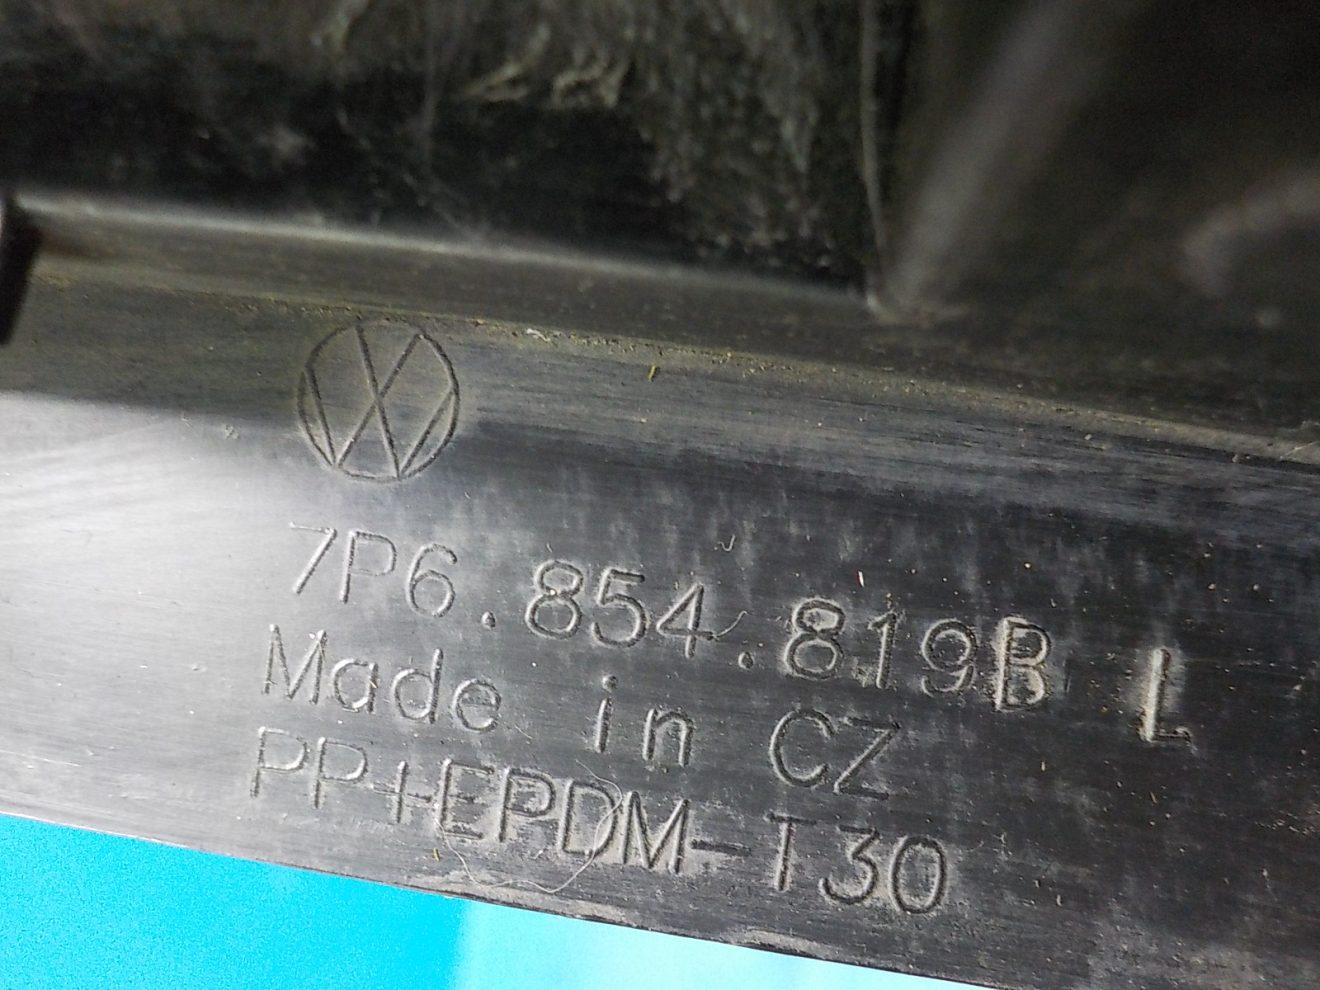 7P6.854.819B L
Made in CZ
PP+EPDM-T30